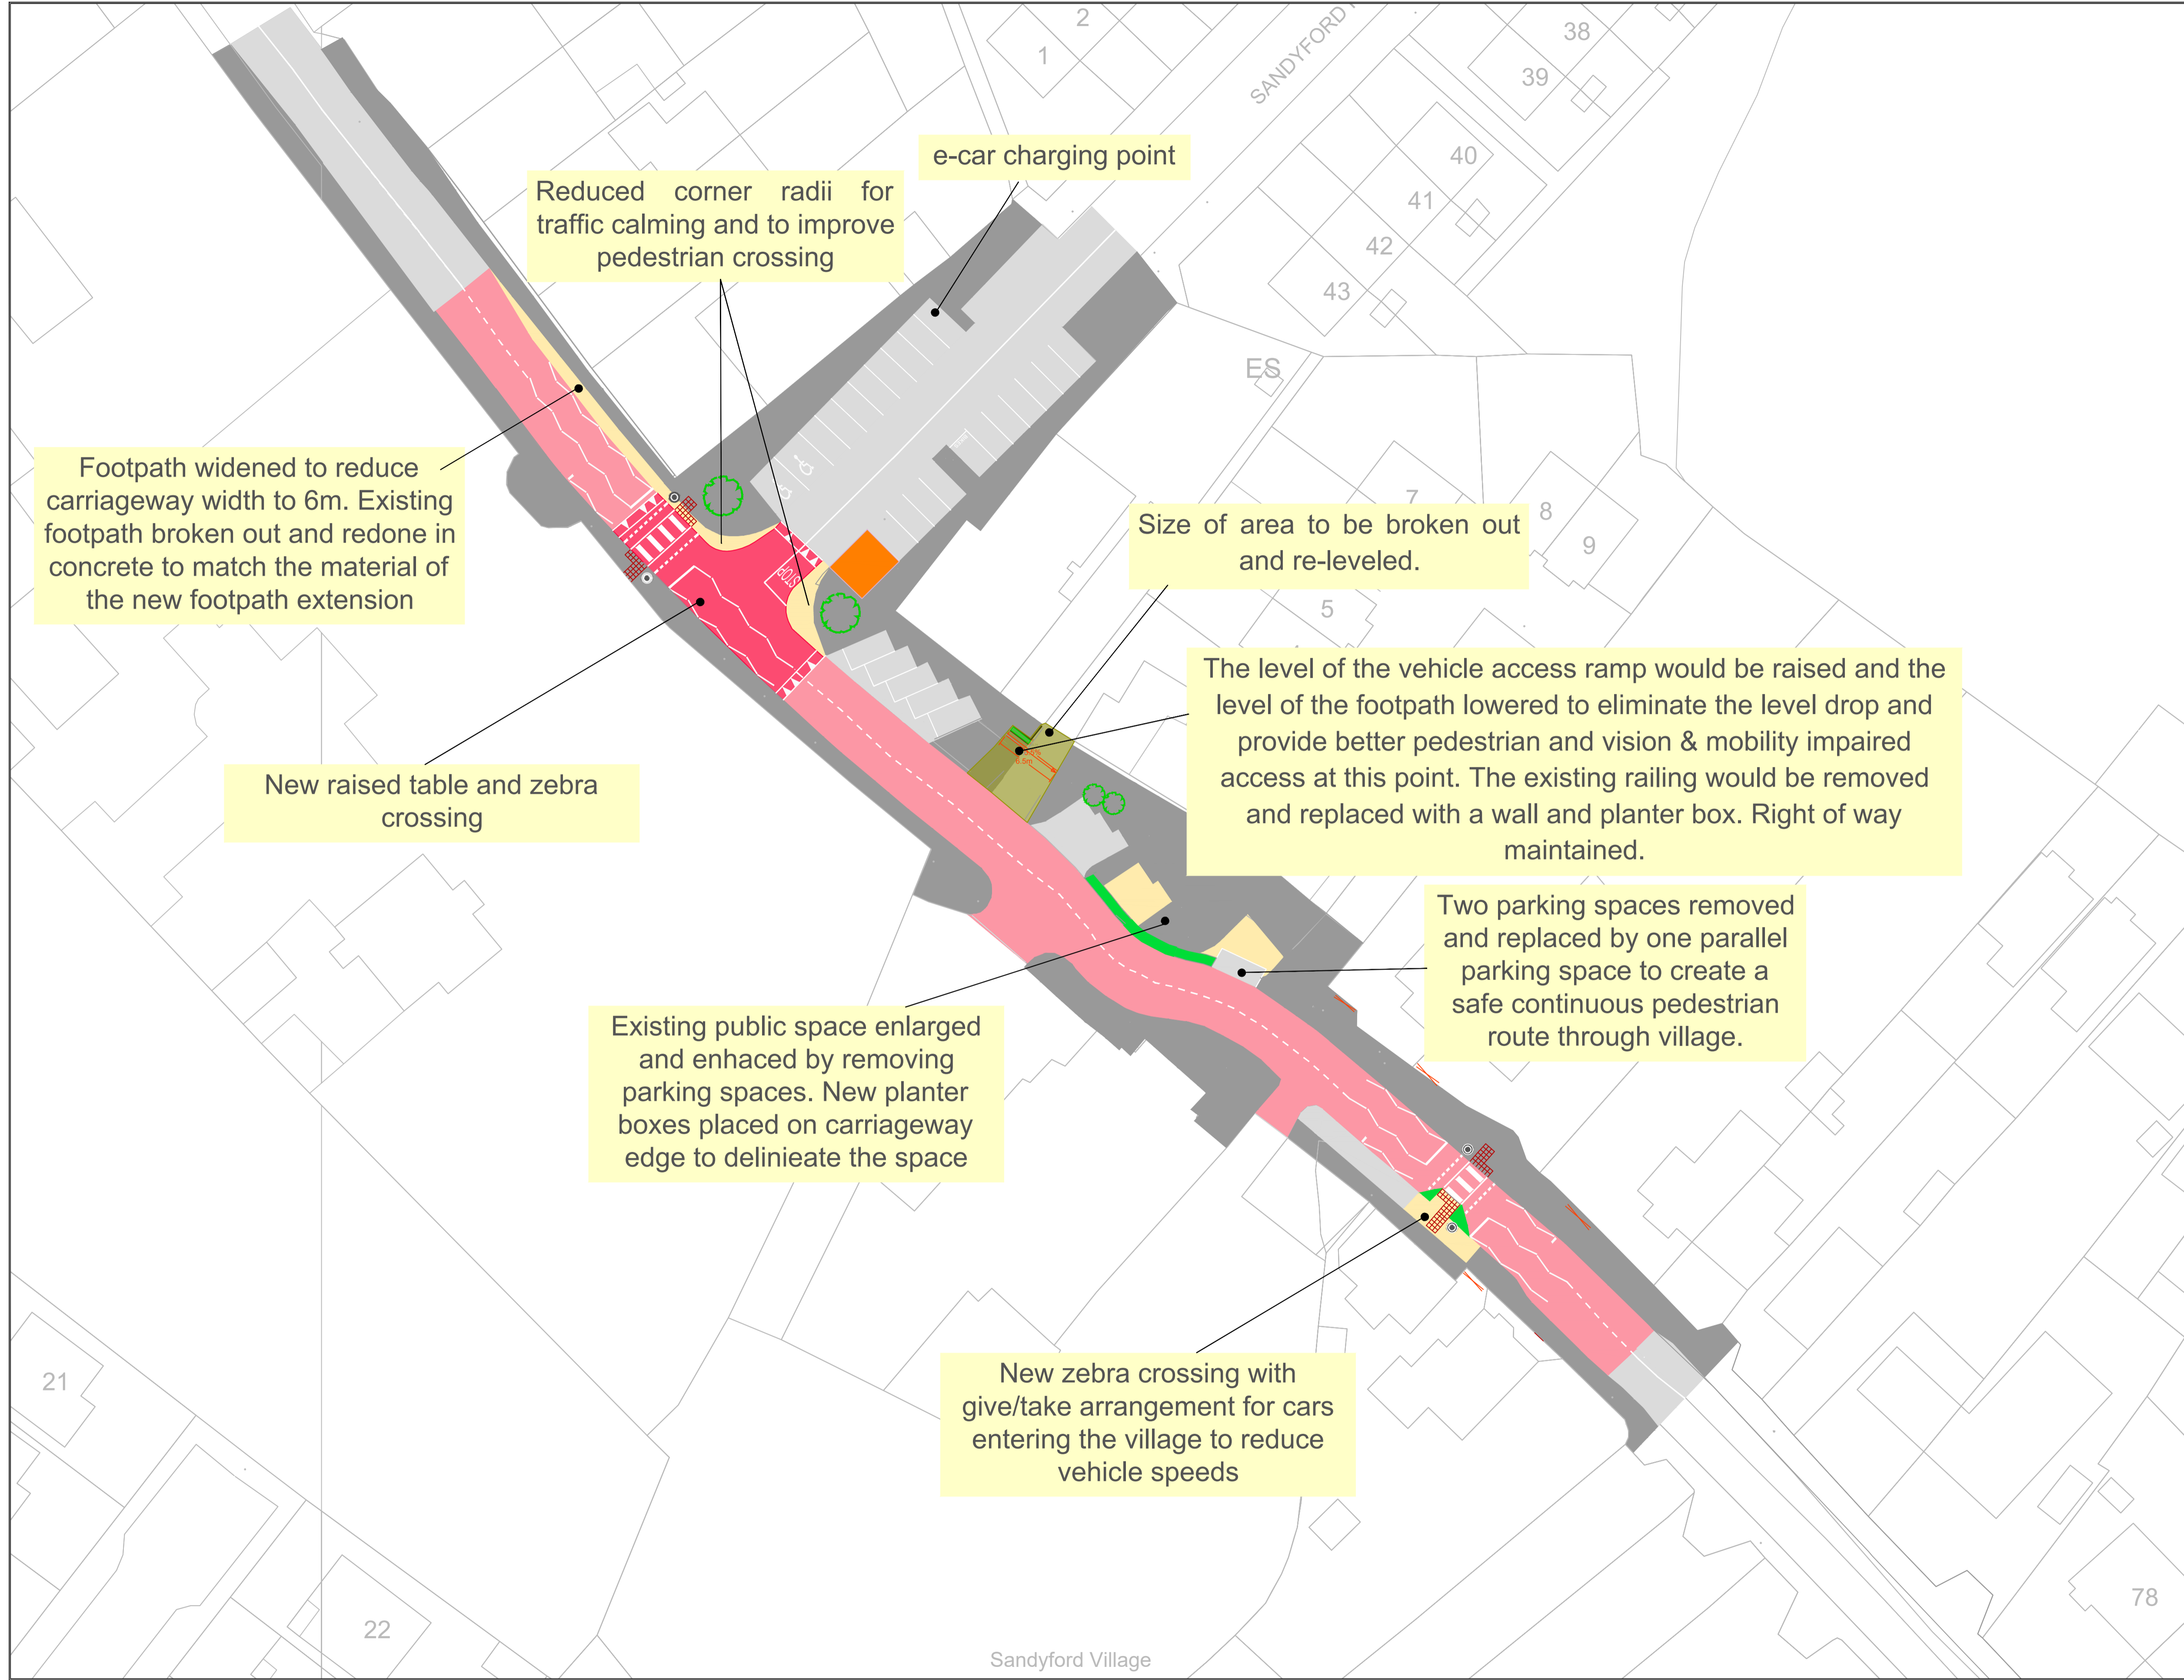 2
1
SANDYFORD
38
39
40
41
42
43
ES
e-car charging point
Reduced corner radii for
traffic calming and to improve
pedestrian crossing
Footpath widened to reduce
carriageway width to 6m. Existing
footpath broken out and redone in
concrete to match the material of
the new footpath extension
7
8
9
5
Size of area to be broken out
and re-leveled.
STOP
The level of the vehicle access ramp would be raised and the
level of the footpath lowered to eliminate the level drop and
provide better pedestrian and vision & mobility impaired
access at this point. The existing railing would be removed
and replaced with a wall and planter box. Right of way
maintained.
6.5m
New raised table and zebra
crossing
Two parking spaces removed
and replaced by one parallel
parking space to create a
safe continuous pedestrian
route through village.
Existing public space enlarged
and enhaced by removing
parking spaces. New planter
boxes placed on carriageway
edge to delinieate the space
New zebra crossing with
give/take arrangement for cars
entering the village to reduce
vehicle speeds
21
22
78
Sandyford Village